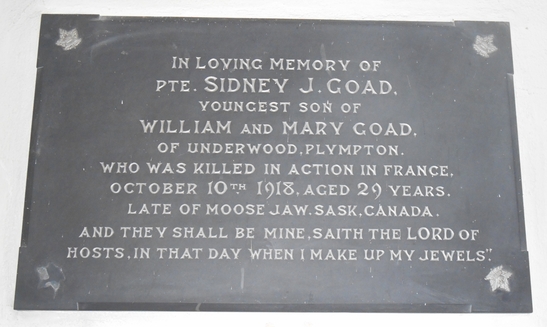 IN LOVING MEMORY OF
PTE. SIDNEY J. GOAD,
YOUNGEST SON OF
WILLIAM AND MARY GOAD,
OF UNDERWOOD, PLYMPTON.
WHO WAS KILLED IN ACTION IN FRANCE,
OCTOBER 10TH 1918, AGED 29 YEARS.
LATE OF MOOSE JAW. SASK, CANADA.
AND THEY SHALL BE MINE, SAITH THE LORD OF
HOSTS, IN THAT DAY WHEN I MAKE UP MY JEWELS".